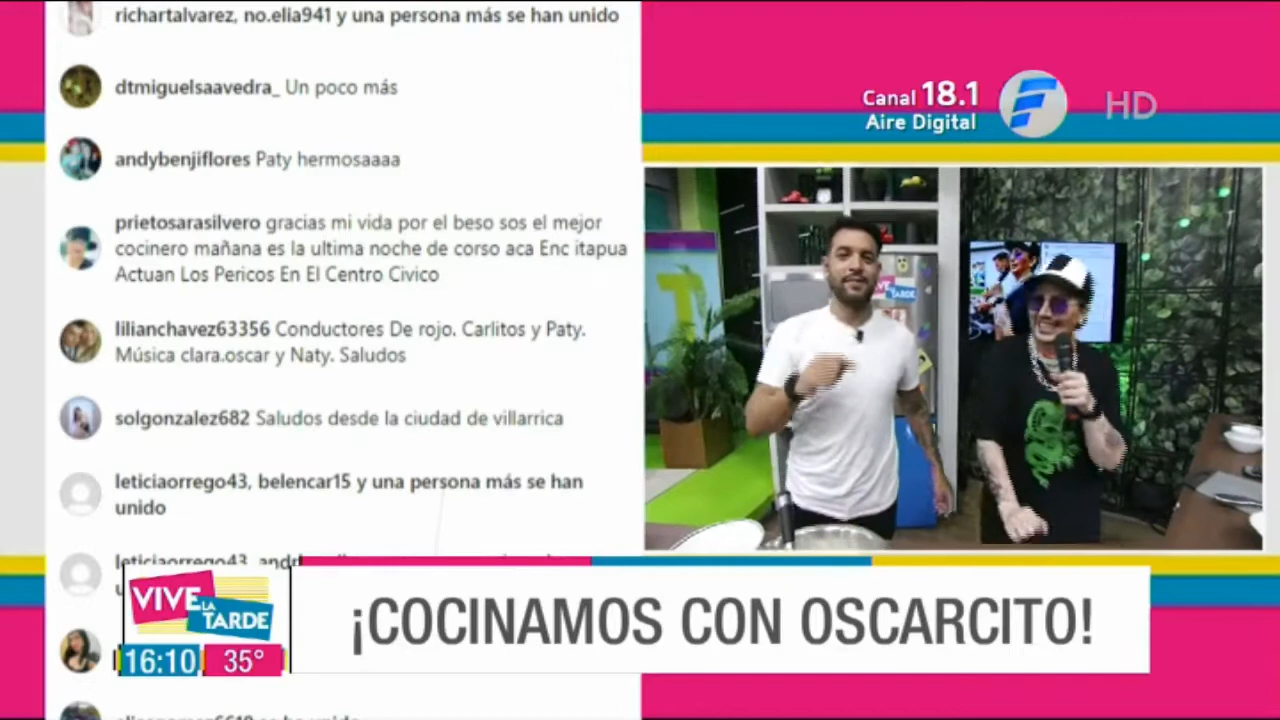 richartalvarez, no.elia941 y una persona más se han unido
dtmiguelsaavedra_ Un poco más
andybenjiflores Paty hermosaaaa
prietosarasilvero gracias mi vida por el beso sos el mejor
cocinero mañana es la ultima noche de corso aca Enc itapua
Actuan Los Pericos En El Centro Civico
lilianchavez63356 Conductores De rojo. Carlitos y Paty.
Música clara.oscar y Naty. Saludos
solgonzalez682 Saludos desde la ciudad de villarrica
leticiaorrego43, belencar15 y una persona más se han
unido
leticiaorrego43,
Canal 18.1
Aire Digital
HD
VIVE
LA TARDE
VIVE
LA TARDE
16:10 35°
¡COCINAMOS CON OSCARCITO!